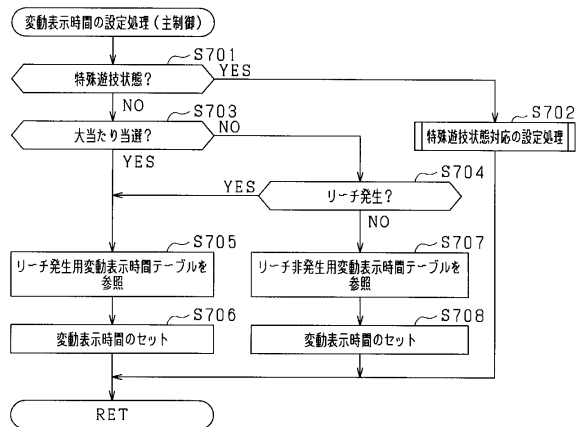 変動表示時間の設定処理(主制御)
S701
特殊遊技状態?
YES
NO
S703
大当たり当選?
NO
YES
S702
特殊遊技状態対応の設定処理
S704
リーチ発生?
YES
NO
S705
リーチ発生用変動表示時間テーブルを
参照
S707
リーチ非発生用変動表示時間テーブルを
参照
S706
変動表示時間のセット
S708
変動表示時間のセット
RET